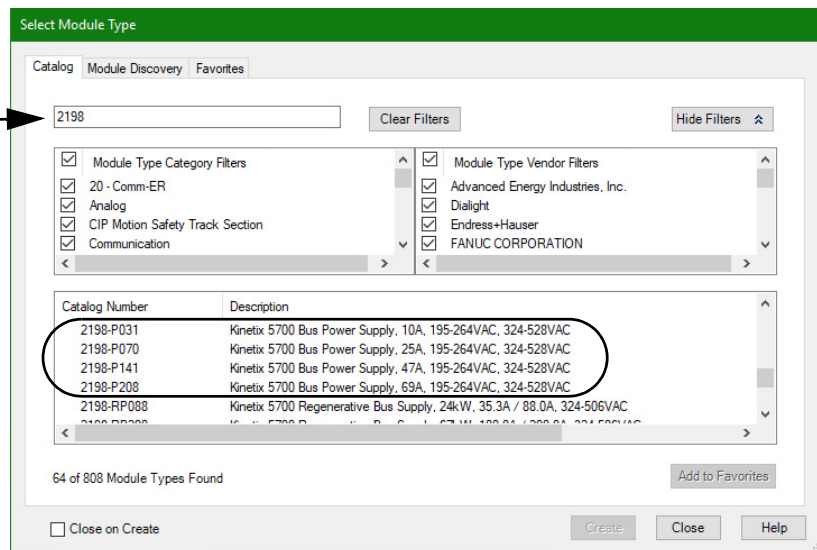 Select Module Type
Catalog Module Discovery Favorites
2198 Clear Filters Hide Filters
Module Type Category Filters Module Type Vendor Filters
20 - Comm-ER Advanced Energy Industries, Inc.
Analog Dialight
CIP Motion Safety Track Section Endress+Hauser
Communication FANUC CORPORATION
Catalog Number Description
2198-P031 Kinetix 5700 Bus Power Supply, 10A, 195-264VAC, 324-528VAC
2198-P070 Kinetix 5700 Bus Power Supply, 25A, 195-264VAC, 324-528VAC
2198-P141 Kinetix 5700 Bus Power Supply, 47A, 195-264VAC, 324-528VAC
2198-P208 Kinetix 5700 Bus Power Supply, 69A, 195-264VAC, 324-528VAC
2198-RP088 Kinetix 5700 Regenerative Bus Supply, 24kW, 35.3A / 88.0A, 324-506VAC
64 of 808 Module Types Found Add to Favorites
Close on Create Create Close Help